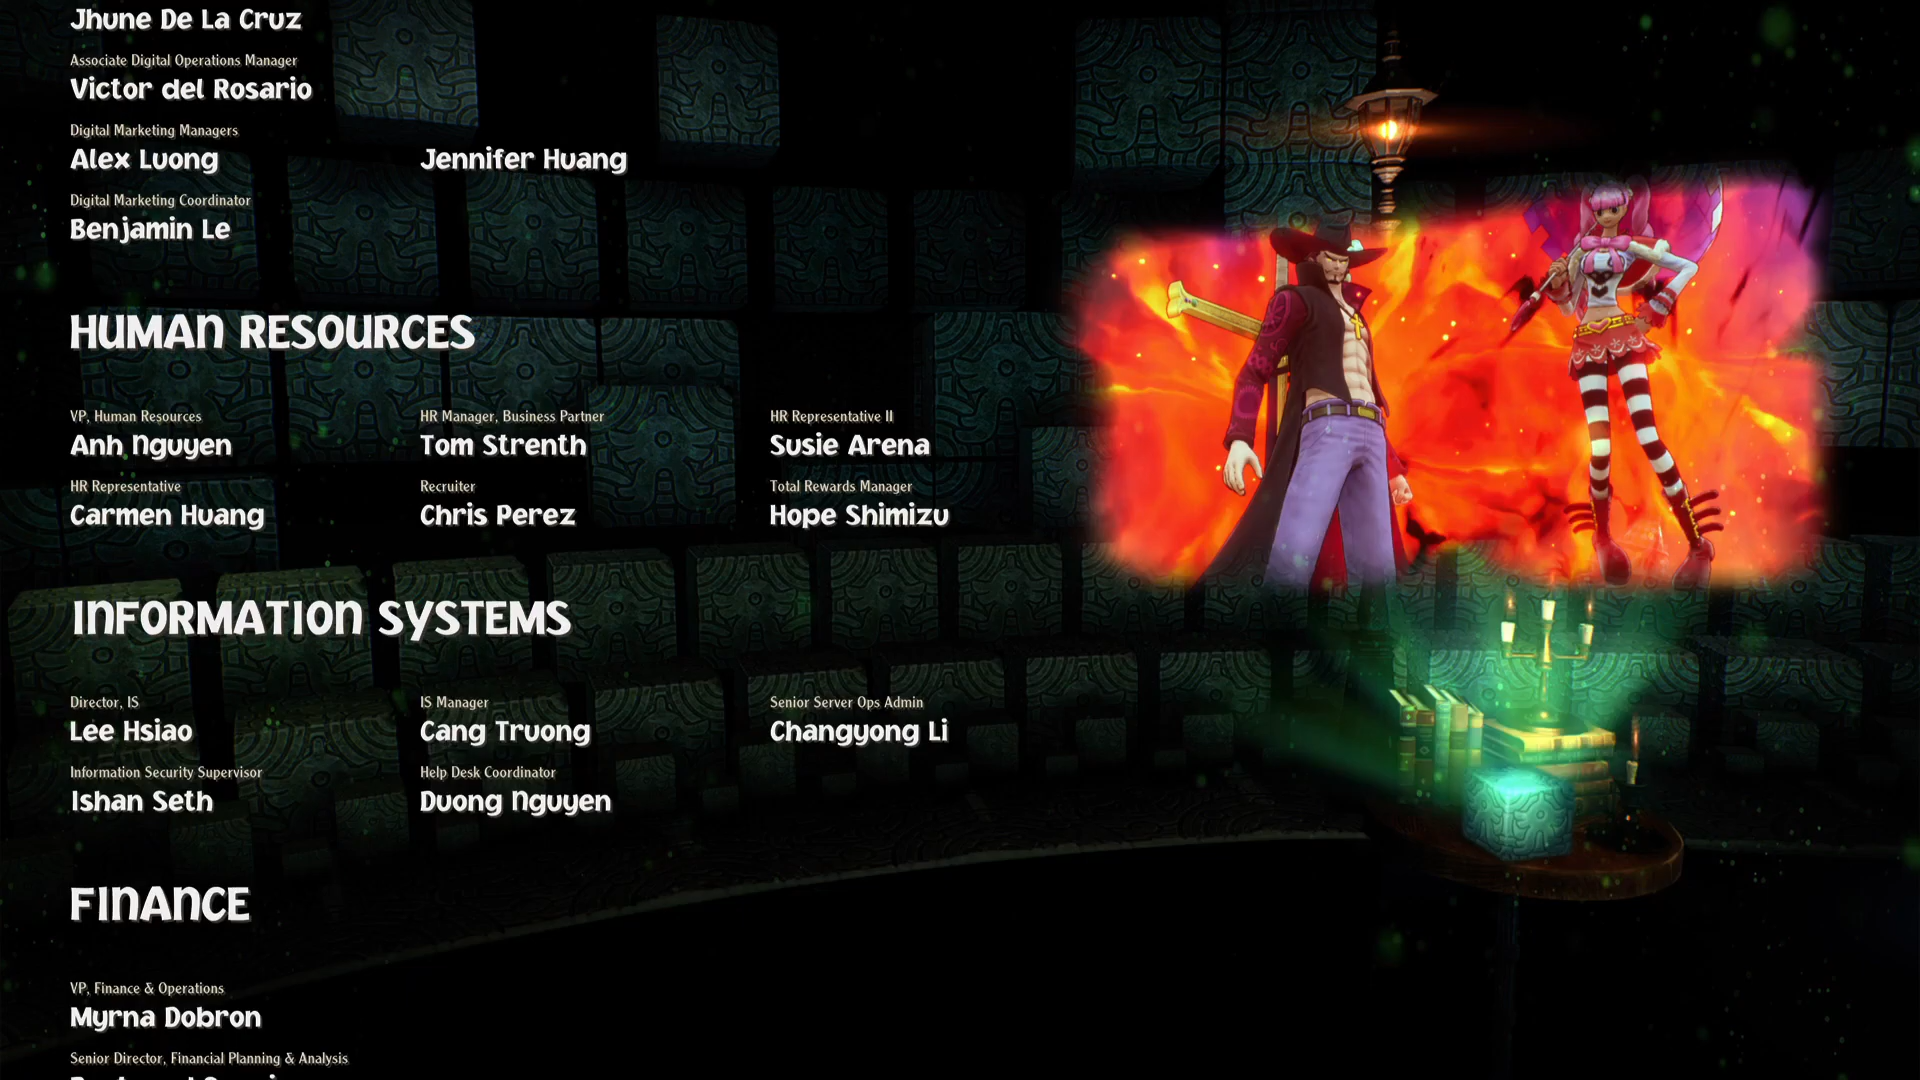 Jhune De La Cruz
Associate Digital Operations Manager
Victor del Rosario
Digital Marketing Managers
Alex Luong Jennifer Huang
Digital Marketing Coordinator
Benjamin Le
HUMAN RESOURCES
VP, Human Resources HR Manager, Business Partner HR Representative II
Anh Nguyen Tom Strenth Susie Arena
HR Representative Recruiter Total Rewards Manager
Carmen Huang Chris Perez Hope Shimizu
INFORMATION SYSTEMS
Director, IS IS Manager Senior Server Ops Admin
Lee Hsiao Cang Truong Changyong Li
Information Security Supervisor Help Desk Coordinator
Ishan Seth Duong Nguyen
FINANCE
VP, Finance & Operations
Myrna Dobron
Senior Director, Financial Planning & Analysis